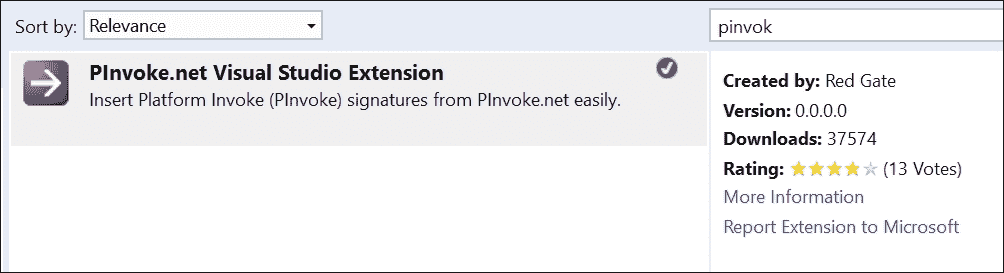 Sort by: Relevance
pinvok
PInvoke.net Visual Studio Extension
Insert Platform Invoke (PInvoke) signatures from PInvoke.net easily.
Created by: Red Gate
Version: 0.0.0.0
Downloads: 37574
Rating: (13 Votes)
More Information
Report Extension to Microsoft